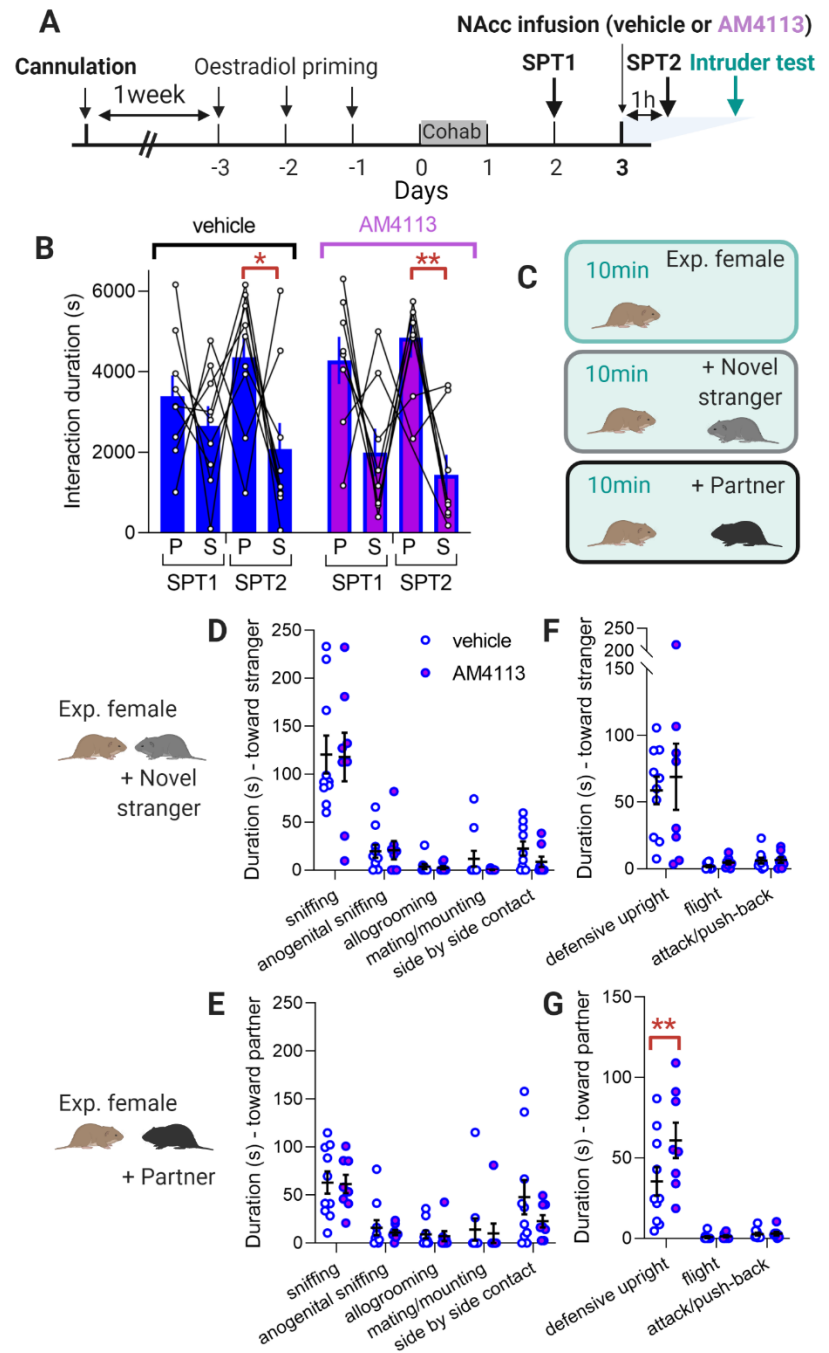 A
NAcc infusion (vehicle or AM4113)
Cannulation
Oestradiol priming
SPT1
SPT2
Intruder test
1week
1h
Cohab
-3
-2
-1
0
1
2
3
Days
B
vehicle
AM4113
*
**
Interaction duration (s)
6000
4000
2000
0
P
S
P
S
P
S
P
S
SPT1
SPT2
SPT1
SPT2
C
10min
Exp. female
10min
+ Novel
stranger
10min
+ Partner
Exp. female
+ Novel
stranger
D
Duration (s) - toward stranger
250
200
150
100
50
0
vehicle
AM4113
sniffing
anogenital sniffing
allogrooming
mating/mounting
side by side contact
F
Duration (s) - toward stranger
250
200
150
100
50
0
defensive upright
flight
attack/push-back
Exp. female
+ Partner
E
Duration (s) - toward partner
250
200
150
100
50
0
sniffing
anogenital sniffing
allogrooming
mating/mounting
side by side contact
G
Duration (s) - toward partner
150
100
50
0
**
defensive upright
flight
attack/push-back